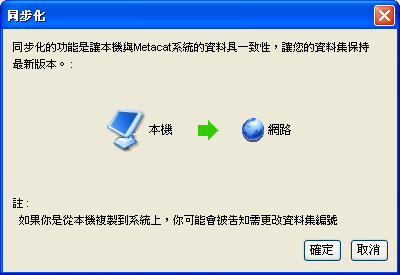 同步化
同步化的功能是讓本機與Metacat系統的資料具一致性，讓您的資料集保持
最新版本。:
本機
網路
註:
如果你是從本機複製到系統上，你可能會被告知需更改資料集編號
確定
取消